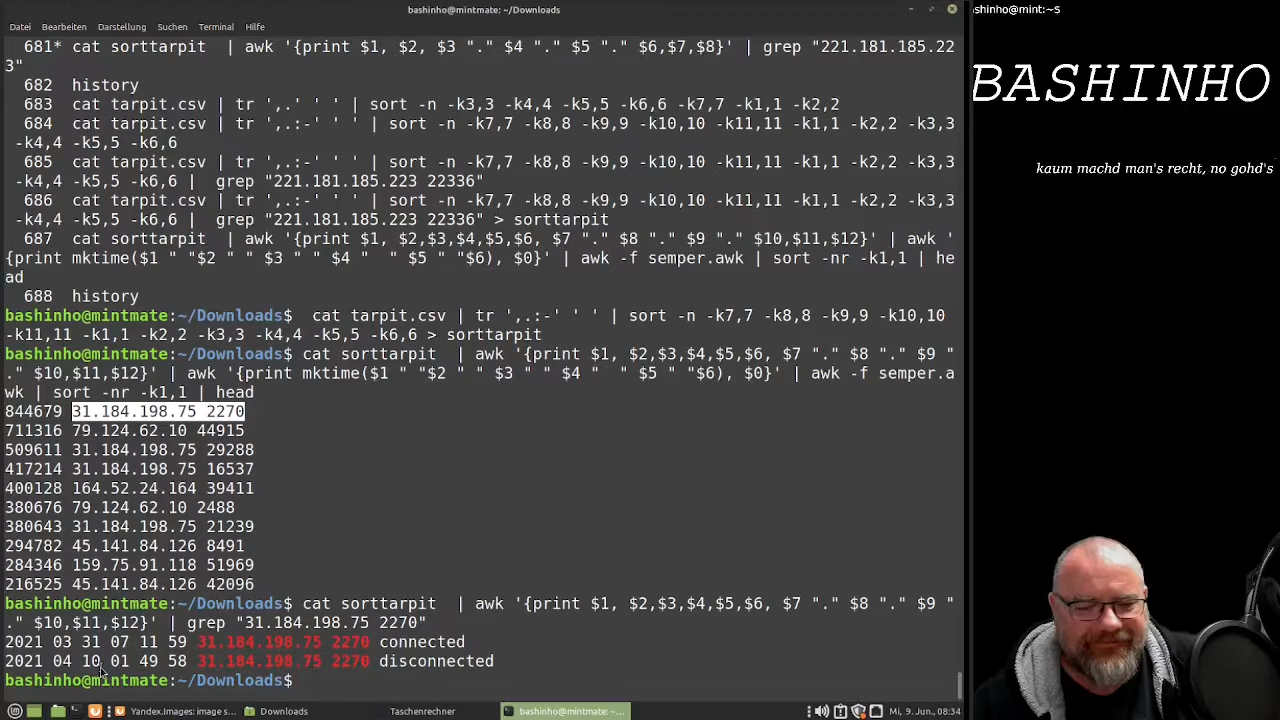 bashinho@mintmate: ~/Downloads
Datei Bearbeiten Darstellung Suchen Terminal Hilfe
681* cat sorttarpit  | awk '{print $1, $2, $3 "." $4 "." $5 "." $6,$7,$8}' | grep "221.181.185.22
3"
682  history
683  cat tarpit.csv | tr ',.' ' ' | sort -n -k3,3 -k4,4 -k5,5 -k6,6 -k7,7 -k1,1 -k2,2
684  cat tarpit.csv | tr ',.:-' ' ' | sort -n -k7,7 -k8,8 -k9,9 -k10,10 -k11,11 -k1,1 -k2,2 -k3,3
-k4,4 -k5,5 -k6,6
685  cat tarpit.csv | tr ',.:-' ' ' | sort -n -k7,7 -k8,8 -k9,9 -k10,10 -k11,11 -k1,1 -k2,2 -k3,3
-k4,4 -k5,5 -k6,6 |  grep "221.181.185.223 22336"
686  cat tarpit.csv | tr ',.:-' ' ' | sort -n -k7,7 -k8,8 -k9,9 -k10,10 -k11,11 -k1,1 -k2,2 -k3,3
-k4,4 -k5,5 -k6,6 |  grep "221.181.185.223 22336" > sorttarpit
687  cat sorttarpit  | awk '{print $1, $2,$3,$4,$5,$6, $7 "." $8 "." $9 "." $10,$11,$12}' | awk '
{print mktime($1 " "$2 " " $3 " " $4 "  " $5 " "$6), $0}' | awk -f semper.awk | sort -nr -k1,1 | he
ad
688  history
bashinho@mintmate:~/Downloads$  cat tarpit.csv | tr ',.:-' ' ' | sort -n -k7,7 -k8,8 -k9,9 -k10,10
-k11,11 -k1,1 -k2,2 -k3,3 -k4,4 -k5,5 -k6,6 > sorttarpit
bashinho@mintmate:~/Downloads$ cat sorttarpit  | awk '{print $1, $2,$3,$4,$5,$6, $7 "." $8 "." $9 "
." $10,$11,$12}' | awk '{print mktime($1 " "$2 " " $3 " " $4 "  " $5 " "$6), $0}' | awk -f semper.a
wk | sort -nr -k1,1 | head
844679 31.184.198.75 2270
711316 79.124.62.10 44915
509611 31.184.198.75 29288
417214 31.184.198.75 16537
400128 164.52.24.164 39411
380676 79.124.62.10 2488
380643 31.184.198.75 21239
294782 45.141.84.126 8491
284346 159.75.91.118 51969
216525 45.141.84.126 42096
bashinho@mintmate:~/Downloads$ cat sorttarpit  | awk '{print $1, $2,$3,$4,$5,$6, $7 "." $8 "." $9 "
." $10,$11,$12}' | grep "31.184.198.75 2270"
2021 03 31 07 11 59 31.184.198.75 2270 connected
2021 04 10 01 49 58 31.184.198.75 2270 disconnected
bashinho@mintmate:~/Downloads$
Yandex.Images: image s... Downloads Taschenrechner bashinho@mintmate: ~... Mi, 9. Jun., 08:34
ashinho@mint:~s
BASHINHO
kaum machd man's recht, no gohd's